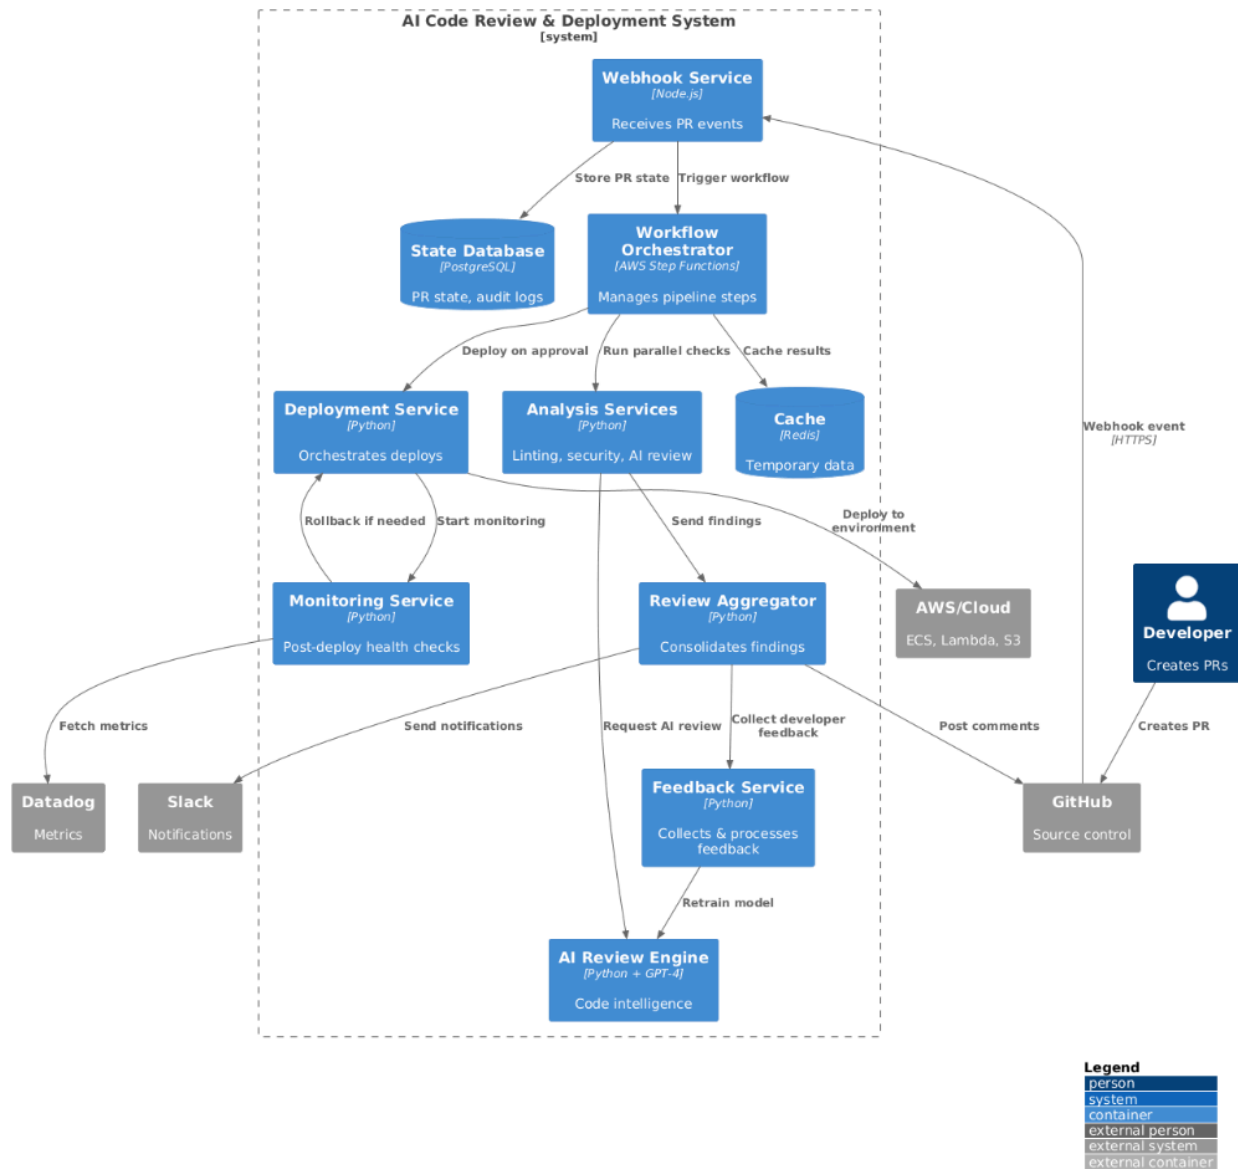 AI Code Review & Deployment System
[system]
Webhook Service
[Node.js]
Receives PR events
Store PR state
Trigger workflow
State Database
[PostgreSQL]
PR state, audit logs
Workflow
Orchestrator
[AWS Step Functions]
Manages pipeline steps
Deploy on approval
Run parallel checks
Cache results
Deployment Service
[Python]
Orchestrates deploys
Analysis Services
[Python]
Linting, security, AI review
Cache
[Redis]
Temporary data
Webhook event
[HTTPS]
Rollback if needed
Start monitoring
Send findings
Deploy to
environment
Monitoring Service
[Python]
Post-deploy health checks
Review Aggregator
[Python]
Consolidates findings
AWS/Cloud
ECS, Lambda, S3
Developer
Creates PRs
Fetch metrics
Send notifications
Request AI review
Collect developer
feedback
Post comments
Creates PR
Datadog
Metrics
Slack
Notifications
Feedback Service
[Python]
Collects & processes
feedback
GitHub
Source control
Retrain model
AI Review Engine
[Python + GPT-4]
Code intelligence
Legend
person
system
container
external person
external system
external container